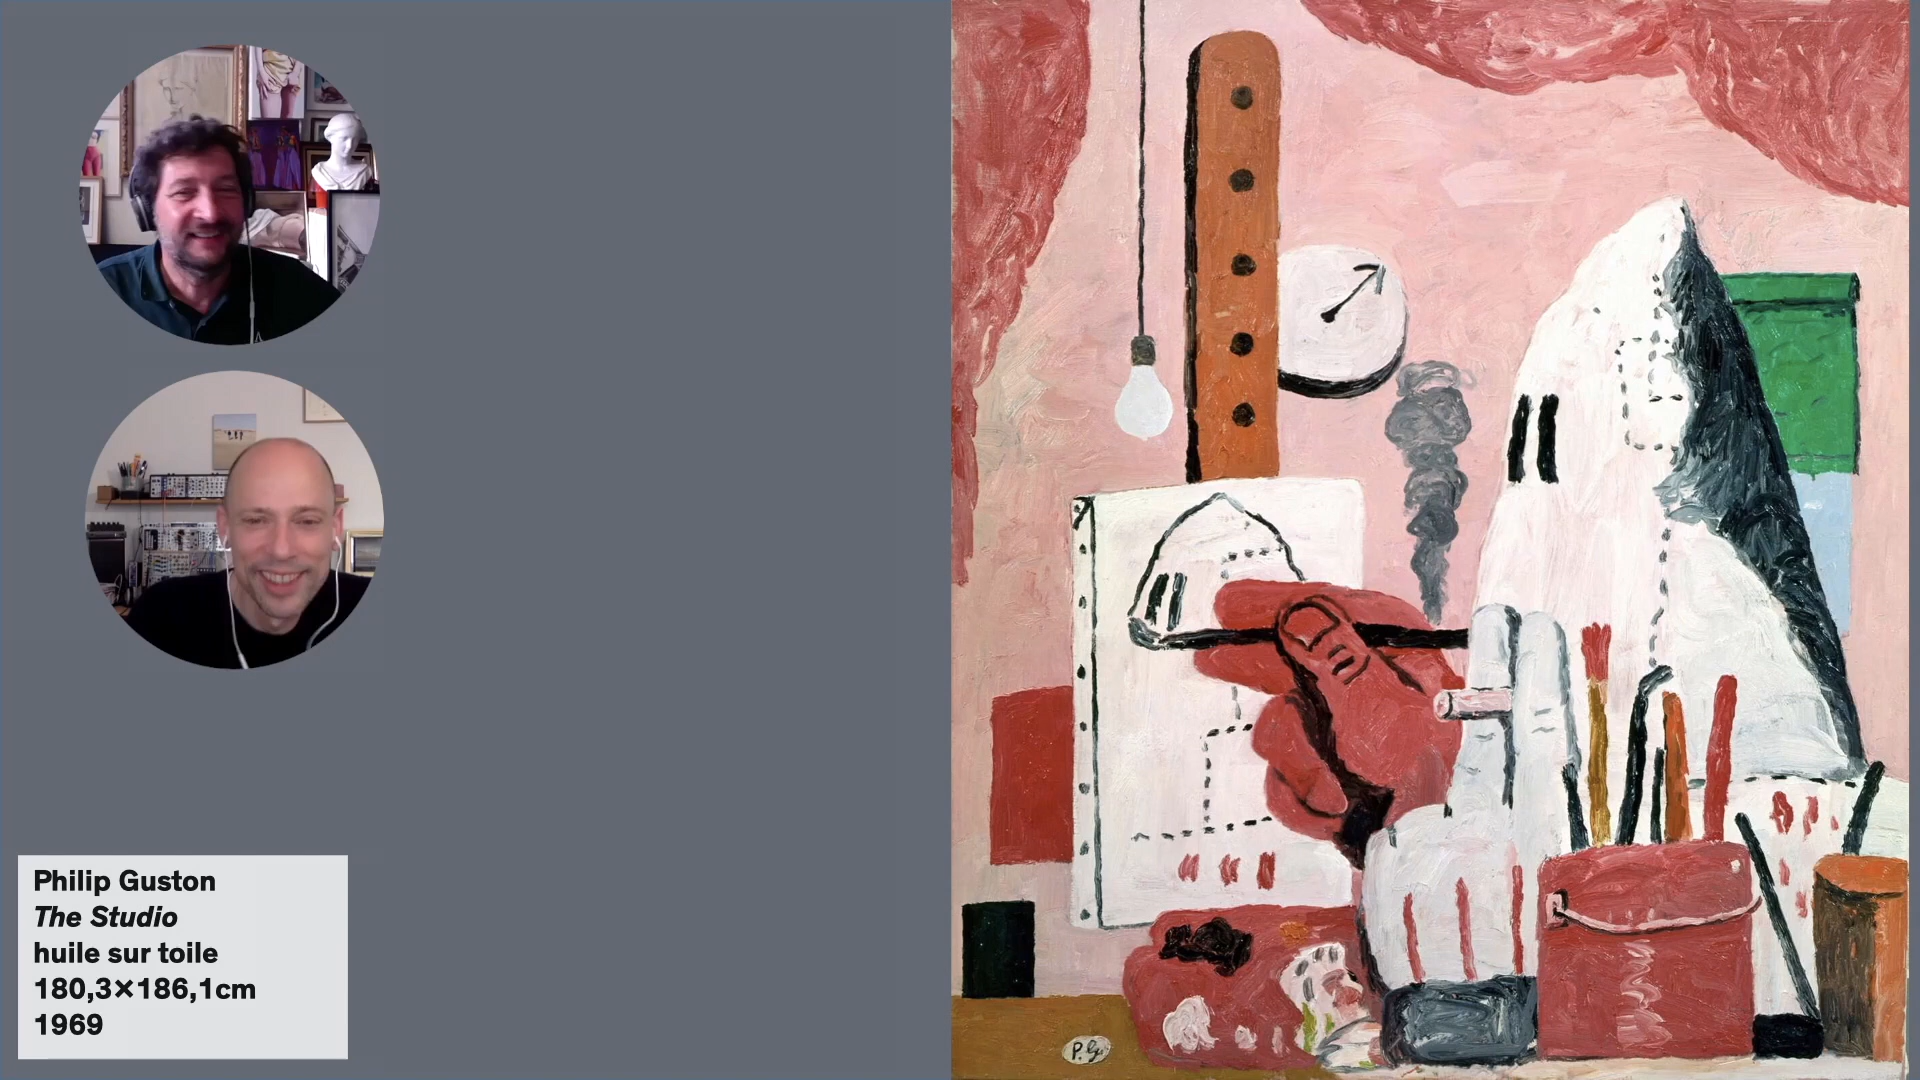 Philip Guston
The Studio
huile sur toile
180,3×186,1cm
1969
P.G.